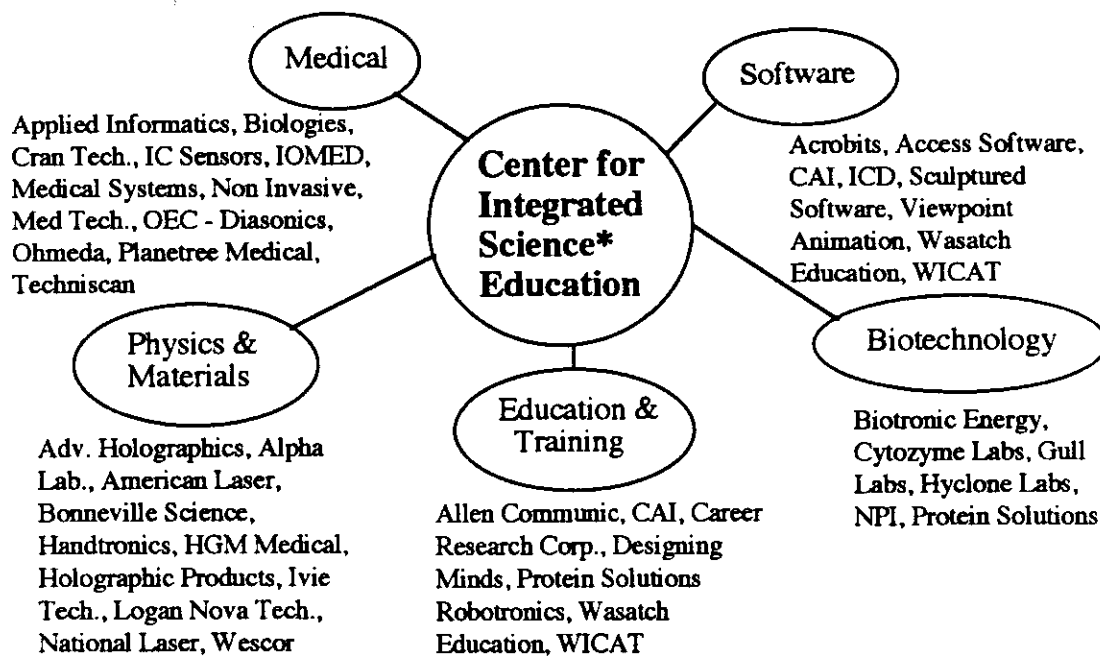 Medical
Applied Informatics, Biologies,
Cran Tech., IC Sensors, IOMED,
Medical Systems, Non Invasive,
Med Tech., OEC - Diasonics,
Ohmeda, Planetree Medical,
Techniscan
Software
Acrobits, Access Software,
CAI, ICD, Sculptured
Software, Viewpoint
Animation, Wasatch
Education, WICAT
Center for
Integrated
Science*
Education
Physics &
Materials
Adv. Holographics, Alpha
Lab., American Laser,
Bonneville Science,
Handtronics, HGM Medical,
Holographic Products, Ivie
Tech., Logan Nova Tech.,
National Laser, Wescor
Education &
Training
Allen Communic, CAI, Career
Research Corp., Designing
Minds, Protein Solutions
Robotronics, Wasatch
Education, WICAT
Biotechnology
Biotronic Energy,
Cytozyme Labs, Gull
Labs, Hyclone Labs,
NPI, Protein Solutions